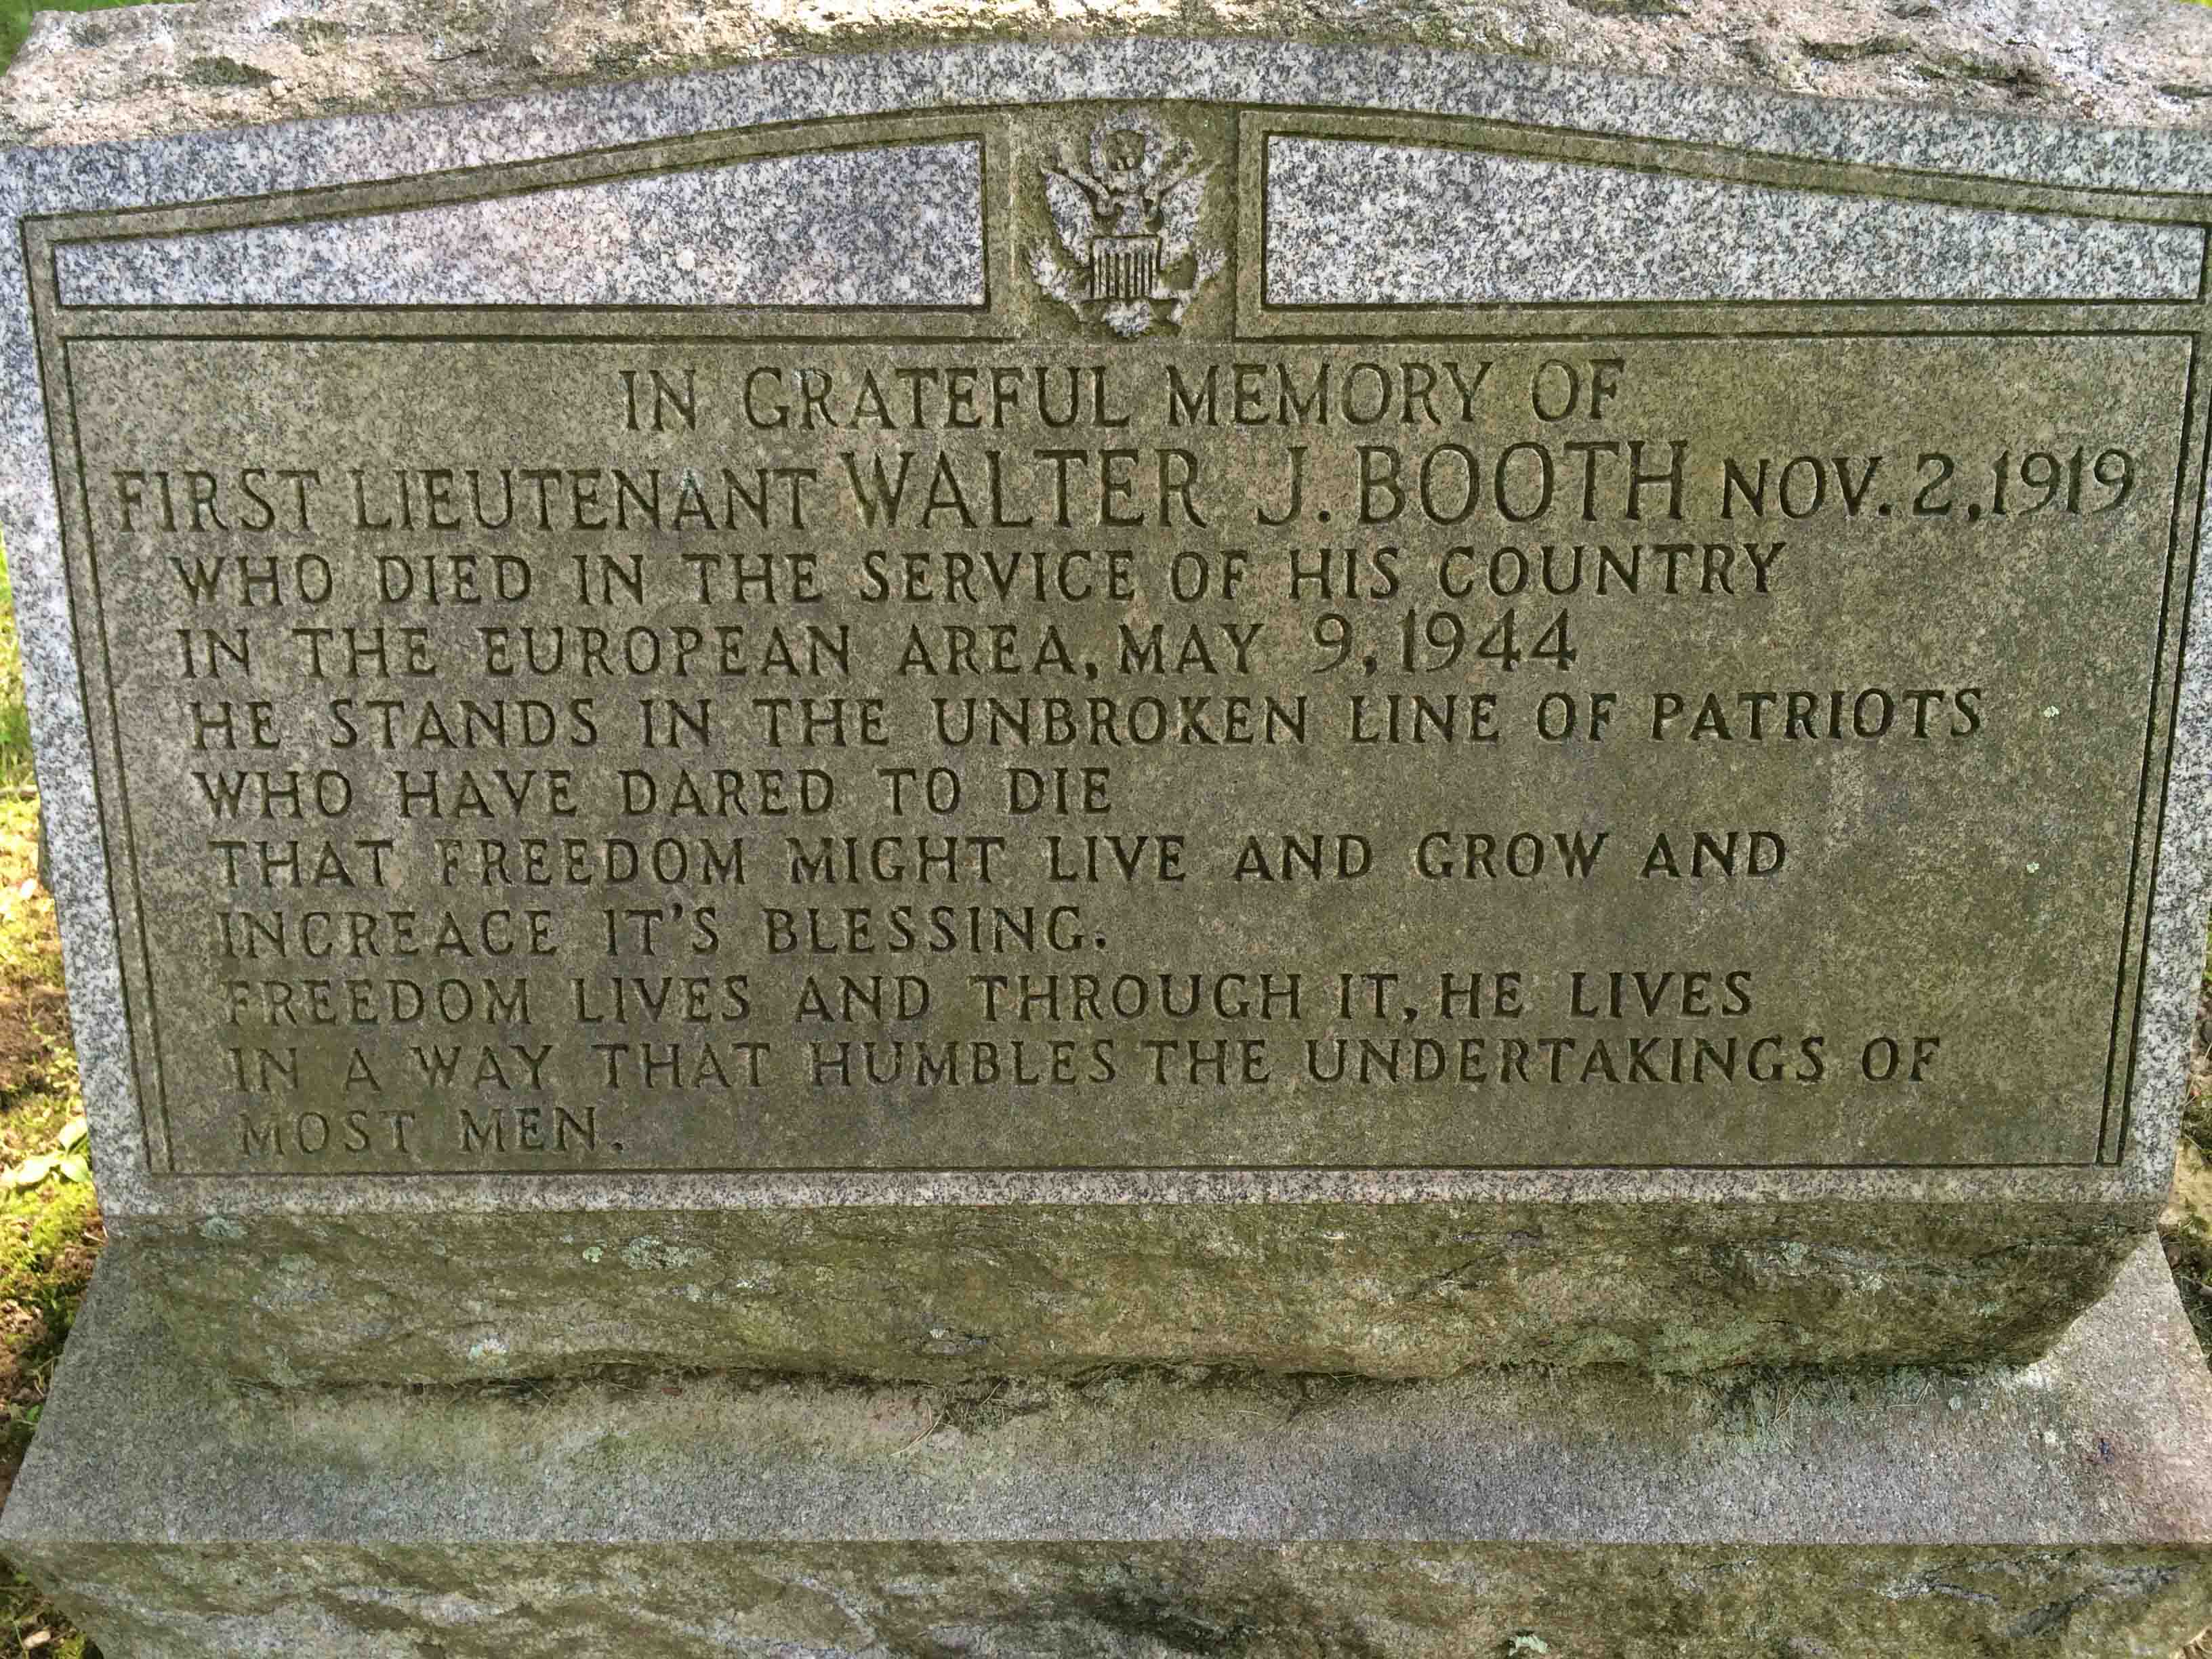 IN GRATEFUL MEMORY OF
FIRST LIEUTENANT WALTER J. BOOTH NOV. 2, 1919
WHO DIED IN THE SERVICE OF HIS COUNTRY
IN THE EUROPEAN AREA, MAY 9, 1944
HE STANDS IN THE UNBROKEN LINE OF PATRIOTS
WHO HAVE DARED TO DIE
THAT FREEDOM MIGHT LIVE AND GROW AND
INCREACE IT'S BLESSING.
FREEDOM LIVES AND THROUGH IT, HE LIVES
IN A WAY THAT HUMBLES THE UNDERTAKINGS OF
MOST MEN.